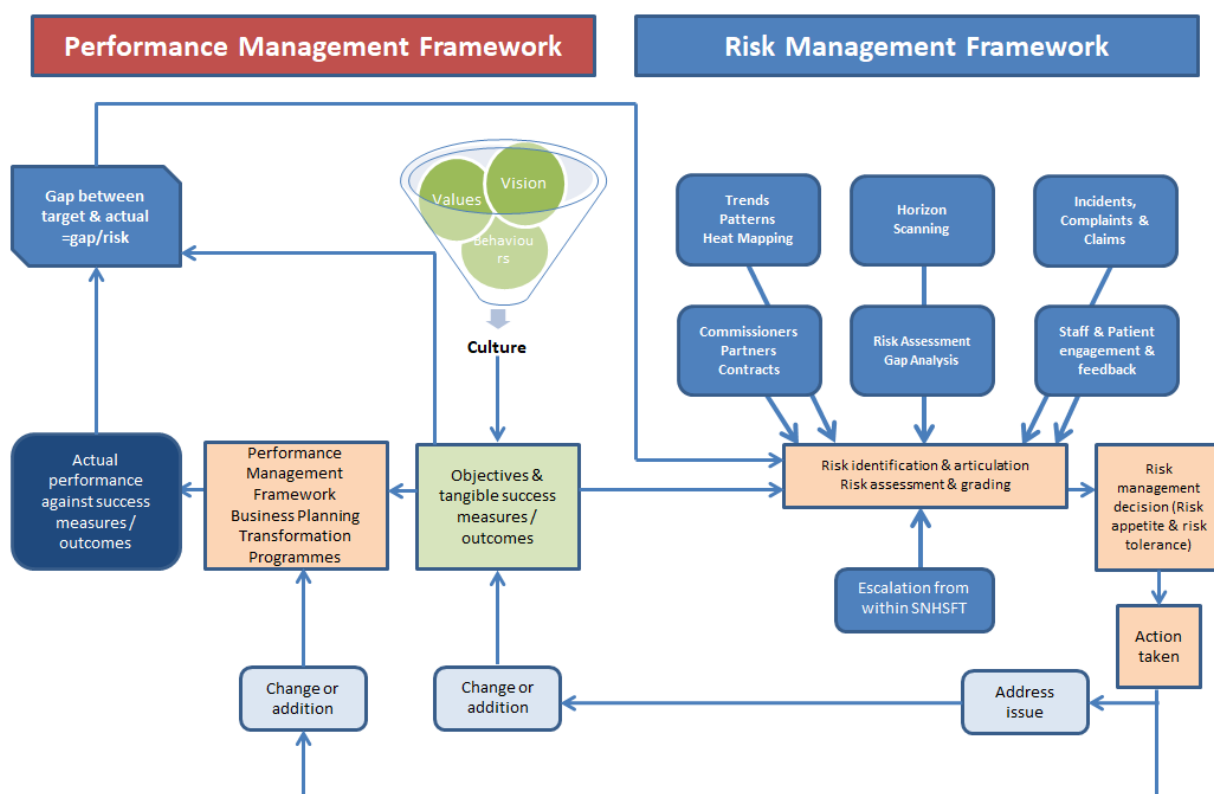 Performance Management Framework
Risk Management Framework
Gap between
target & actual
=gap/risk
Values
Vision
Behaviou
rs
Culture
Trends
Patterns
Heat Mapping
Horizon
Scanning
Incidents,
Complaints &
Claims
Commissioners
Partners
Contracts
Risk Assessment
Gap Analysis
Staff & Patient
engagement &
feedback
Actual
performance
against success
measures /
outcomes
Performance
Management
Framework
Business Planning
Transformation
Programmes
Objectives &
tangible success
measures /
outcomes
Risk identification & articulation
Risk assessment & grading
Risk
management
decision (Risk
appetite & risk
tolerance)
Escalation from
within SNHSFT
Action
taken
Change or
addition
Change or
addition
Address
issue